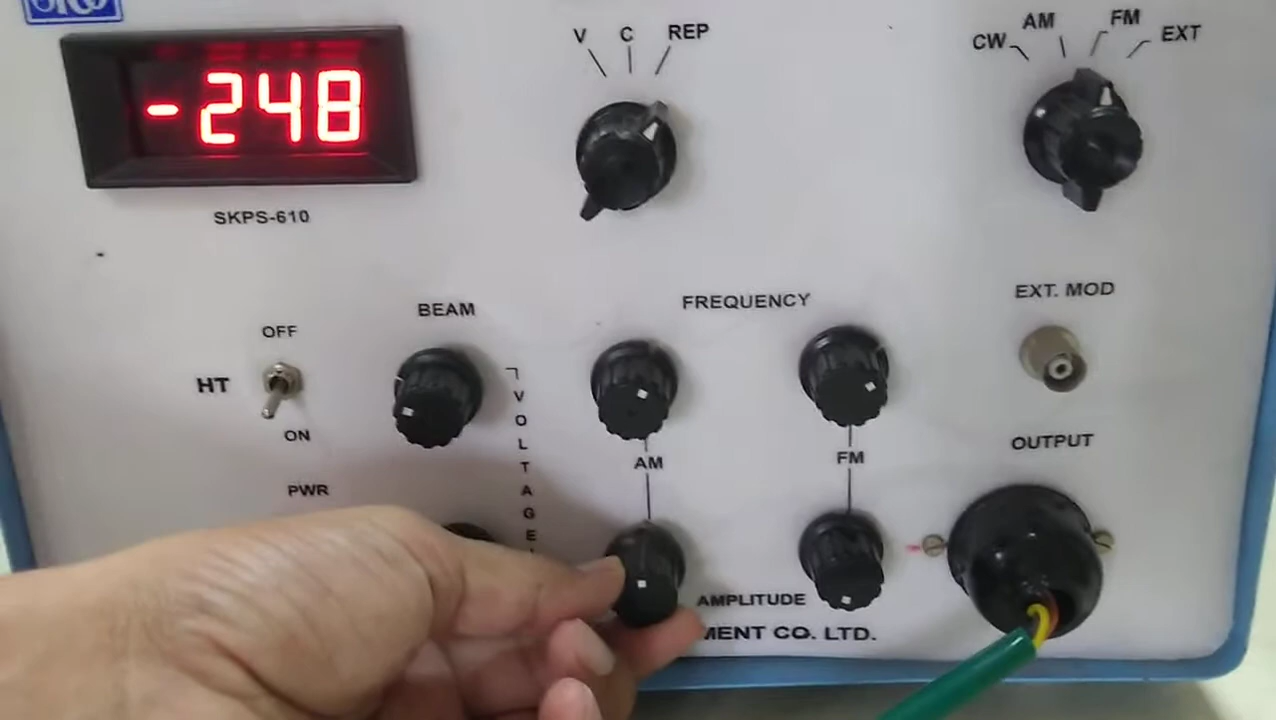 V C REP
CW AM FM EXT
-248
SKPS-610
BEAM
FREQUENCY
EXT. MOD
OFF
HT
ON
VOLTAGE
AM
FM
OUTPUT
PWR
AMPLITUDE
MENT CO. LTD.